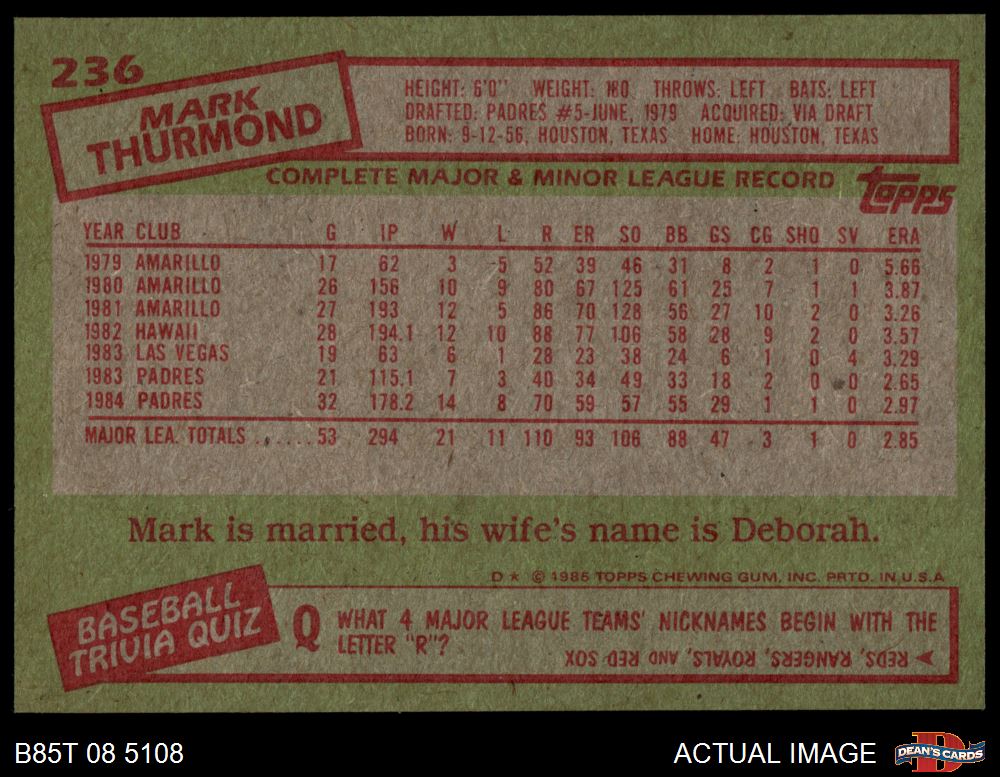 236
MARK
THURMOND
HEIGHT: 6'0" WEIGHT: 180 THROWS: LEFT BATS: LEFT
DRAFTED: PADRES #5-JUNE, 1979 ACQUIRED: VIA DRAFT
BORN: 9-12-56, HOUSTON, TEXAS HOME: HOUSTON, TEXAS
COMPLETE MAJOR & MINOR LEAGUE RECORD
Topps
YEAR CLUB G IP W L R ER SO BB GS CG SHO SV ERA
1979 AMARILLO 17 62 3 5 52 39 46 31 8 2 1 0 5.66
1980 AMARILLO 26 156 10 9 80 67 125 61 25 7 1 1 3.87
1981 AMARILLO 27 193 12 5 86 70 128 56 27 10 2 0 3.26
1982 HAWAII 28 194.1 12 10 88 77 106 58 28 9 2 0 3.57
1983 LAS VEGAS 19 63 6 1 28 23 38 24 6 1 0 4 3.29
1983 PADRES 21 115.1 7 3 40 34 49 33 18 2 0 0 2.65
1984 PADRES 32 178.2 14 8 70 59 57 55 29 1 1 0 2.97
MAJOR LEA. TOTALS ...... 53 294 21 11 110 93 106 88 47 3 1 0 2.85
Mark is married, his wife's name is Deborah.
D* © 1985 TOPPS CHEWING GUM, INC. PRTD. IN U.S.A.
BASEBALL
TRIVIA QUIZ
Q WHAT 4 MAJOR LEAGUE TEAMS' NICKNAMES BEGIN WITH THE
LETTER "R"?
REDS, RANGERS, ROYALS, AND RED SOX
B85T 08 5108
ACTUAL IMAGE
D
DEAN'S CARDS